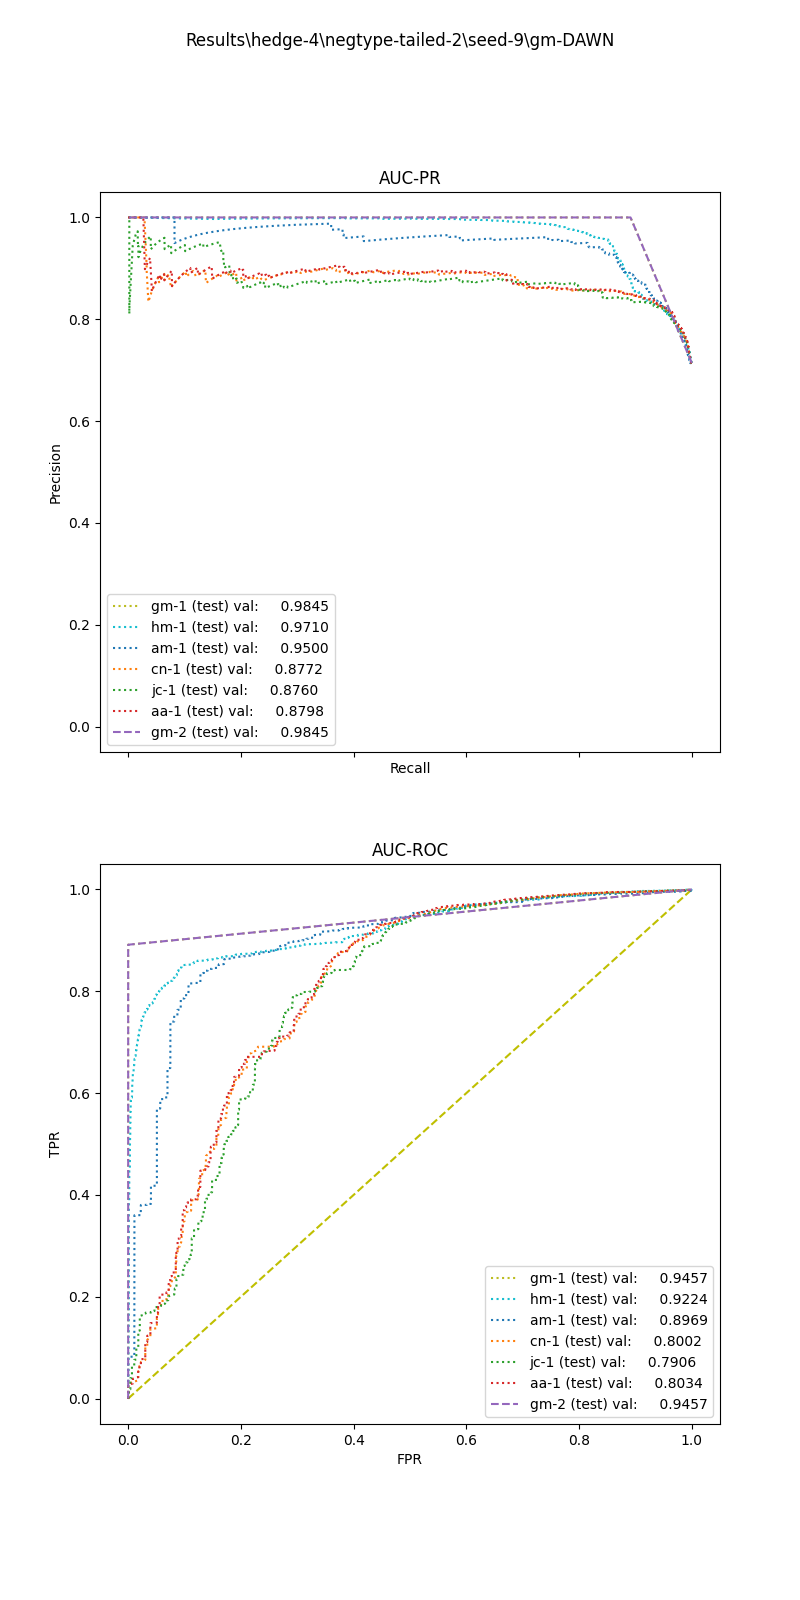 Results\hedge-4\negtype-tailed-2\seed-9\gm-DAWN
AUC-PR
1.0
0.8
0.6
0.4
0.2
0.0
Precision
gm-1 (test) val: 0.9845
hm-1 (test) val: 0.9710
am-1 (test) val: 0.9500
cn-1 (test) val: 0.8772
jc-1 (test) val: 0.8760
aa-1 (test) val: 0.8798
gm-2 (test) val: 0.9845
Recall
AUC-ROC
1.0
0.8
0.6
0.4
0.2
0.0
TPR
gm-1 (test) val: 0.9457
hm-1 (test) val: 0.9224
am-1 (test) val: 0.8969
cn-1 (test) val: 0.8002
jc-1 (test) val: 0.7906
aa-1 (test) val: 0.8034
gm-2 (test) val: 0.9457
0.0 0.2 0.4 0.6 0.8 1.0
FPR